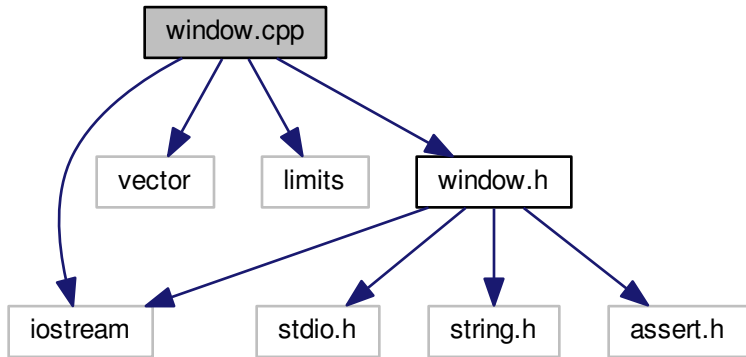 window.cpp
vector
limits
window.h
iostream
stdio.h
string.h
assert.h